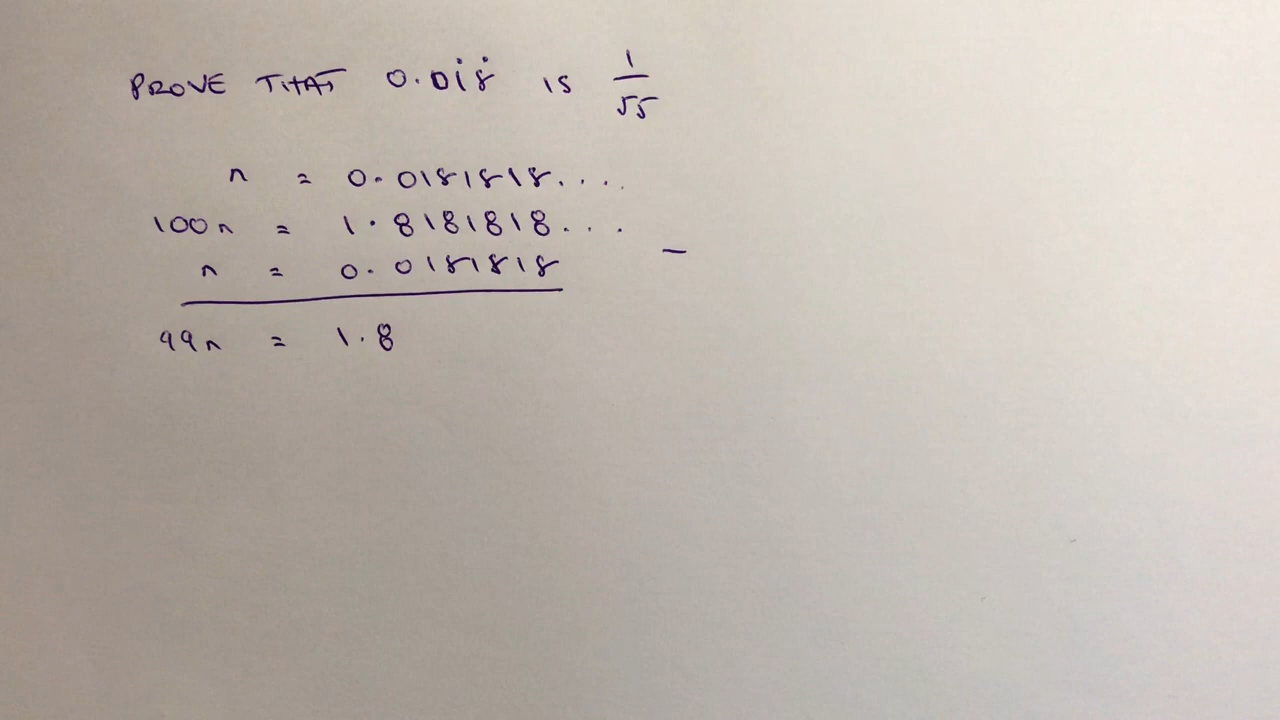 PROVE THAT 0.01̇8̇ is 1/55
n = 0.0181818....
100n = 1.8181818...
n = 0.0181818 −
99n = 1.8